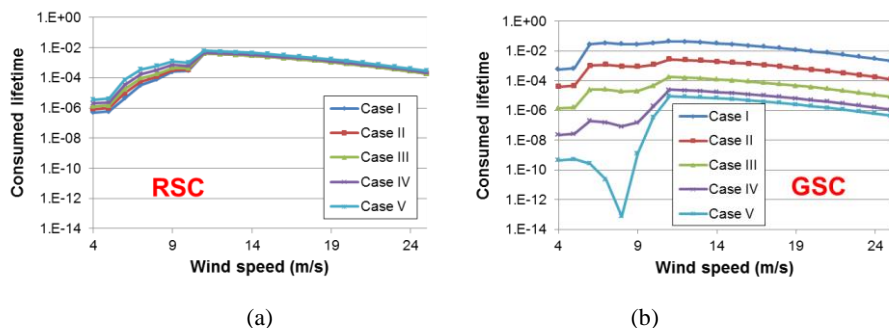 1.E+00
1.E-02
1.E-04
1.E-06
1.E-08
1.E-10
1.E-12
1.E-14
Consumed lifetime
RSC
Case I
Case II
Case III
Case IV
Case V
4 9 14 19 24
Wind speed (m/s)
(a)
1.E+00
1.E-02
1.E-04
1.E-06
1.E-08
1.E-10
1.E-12
1.E-14
Consumed lifetime
GSC
Case I
Case II
Case III
Case IV
Case V
4 9 14 19 24
Wind speed (m/s)
(b)